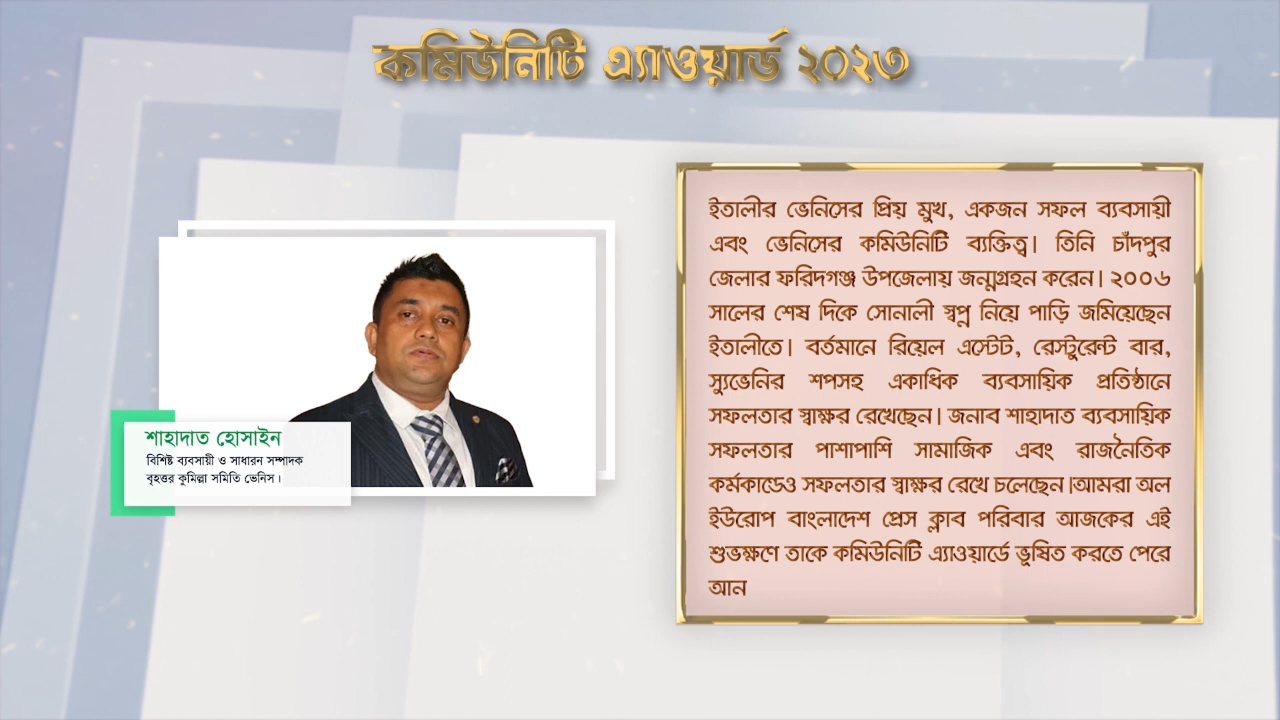 কমিউনিটি এ্যাওয়ার্ড ২০২৩
ইতালীর ভেনিসের প্রিয় মুখ, একজন সফল ব্যবসায়ী
এবং ভেনিসের কমিউনিটি ব্যক্তিত্ব। তিনি চাঁদপুর
জেলার ফরিদগঞ্জ উপজেলায় জন্মগ্রহন করেন। ২০০৬
সালের শেষ দিকে সোনালী স্বপ্ন নিয়ে পাড়ি জমিয়েছেন
ইতালীতে। বর্তমানে রিয়েল এস্টেট, রেস্টুরেন্ট বার,
স্যুভেনির শপসহ একাধিক ব্যবসায়িক প্রতিষ্ঠানে
সফলতার স্বাক্ষর রেখেছেন। জনাব শাহাদাত ব্যবসায়িক
সফলতার পাশাপাশি সামাজিক এবং রাজনৈতিক
কর্মকান্ডেও সফলতার স্বাক্ষর রেখে চলেছেন।আমরা অল
ইউরোপ বাংলাদেশ প্রেস ক্লাব পরিবার আজকের এই
শুভক্ষণে তাকে কমিউনিটি এ্যাওয়ার্ডে ভূষিত করতে পেরে
আন
শাহাদাত হোসাইন
বিশিষ্ট ব্যবসায়ী ও সাধারন সম্পাদক
বৃহত্তর কুমিল্লা সমিতি ভেনিস।